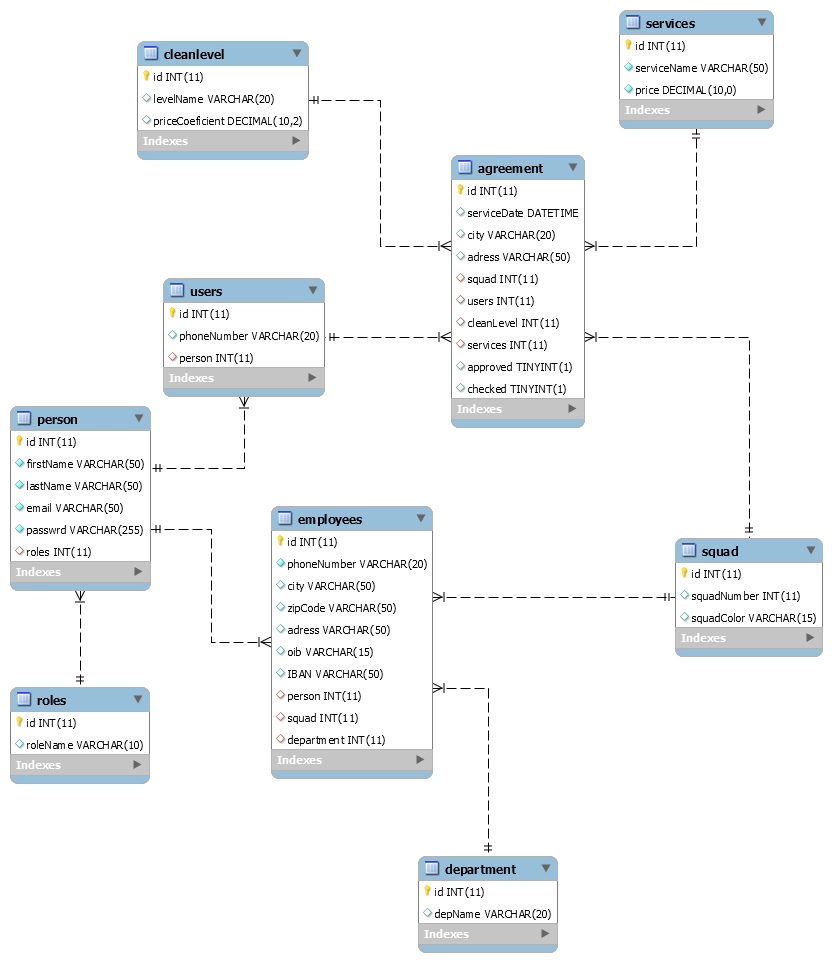 cleanlevel
id INT(11)
levelName VARCHAR(20)
priceCoeficient DECIMAL(10,2)
Indexes
services
id INT(11)
serviceName VARCHAR(50)
price DECIMAL(10,0)
Indexes
agreement
id INT(11)
serviceDate DATETIME
city VARCHAR(20)
adress VARCHAR(50)
squad INT(11)
users INT(11)
cleanLevel INT(11)
services INT(11)
approved TINYINT(1)
checked TINYINT(1)
Indexes
users
id INT(11)
phoneNumber VARCHAR(20)
person INT(11)
Indexes
person
id INT(11)
firstName VARCHAR(50)
lastName VARCHAR(50)
email VARCHAR(50)
passwrd VARCHAR(255)
roles INT(11)
Indexes
employees
id INT(11)
phoneNumber VARCHAR(20)
city VARCHAR(50)
zipCode VARCHAR(50)
adress VARCHAR(50)
oib VARCHAR(15)
IBAN VARCHAR(50)
person INT(11)
squad INT(11)
department INT(11)
Indexes
squad
id INT(11)
squadNumber INT(11)
squadColor VARCHAR(15)
Indexes
roles
id INT(11)
roleName VARCHAR(10)
Indexes
department
id INT(11)
depName VARCHAR(20)
Indexes